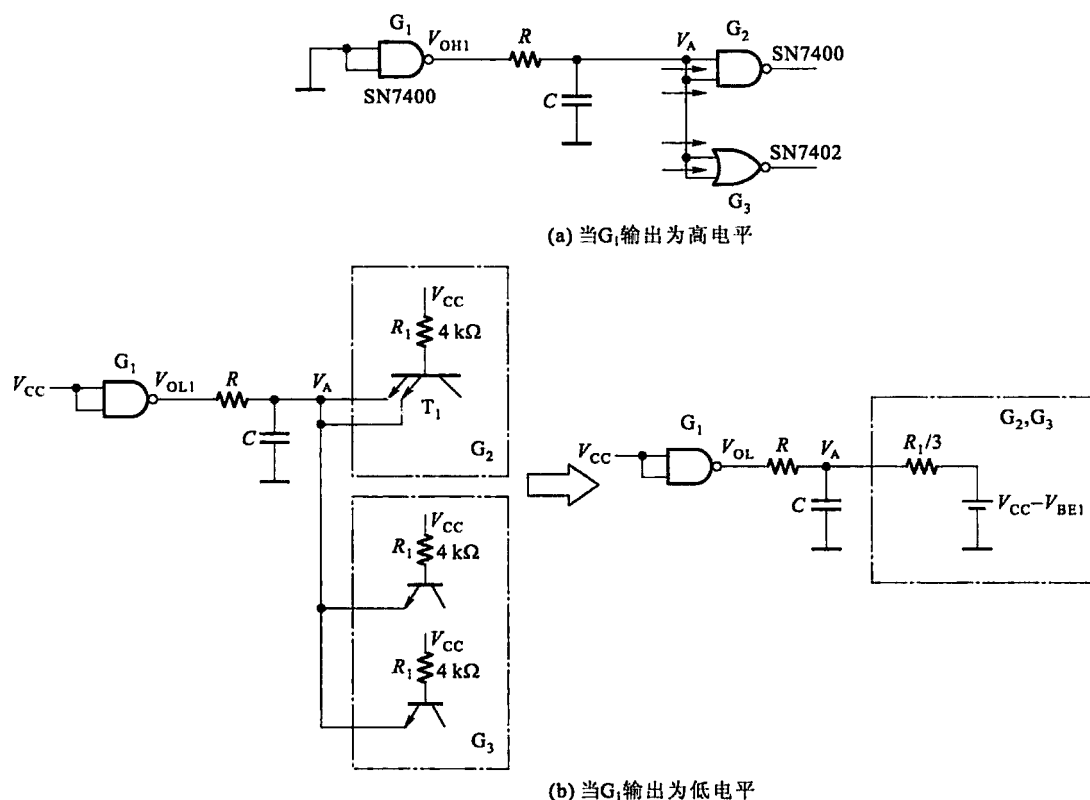 G₁
V_OH1
R
V_A
G₂
SN7400
SN7400
C
SN7402
G₃
(a) 当G₁输出为高电平
V_CC
R₁ 4 kΩ
G₁
V_CC
V_OL1
R
V_A
T₁
C
G₂
V_CC
R₁ 4 kΩ
V_CC
R₁ 4 kΩ
G₃
G₂,G₃
G₁
V_CC
V_OL
R
V_A
R₁/3
C
V_CC−V_BE1
(b) 当G₁输出为低电平